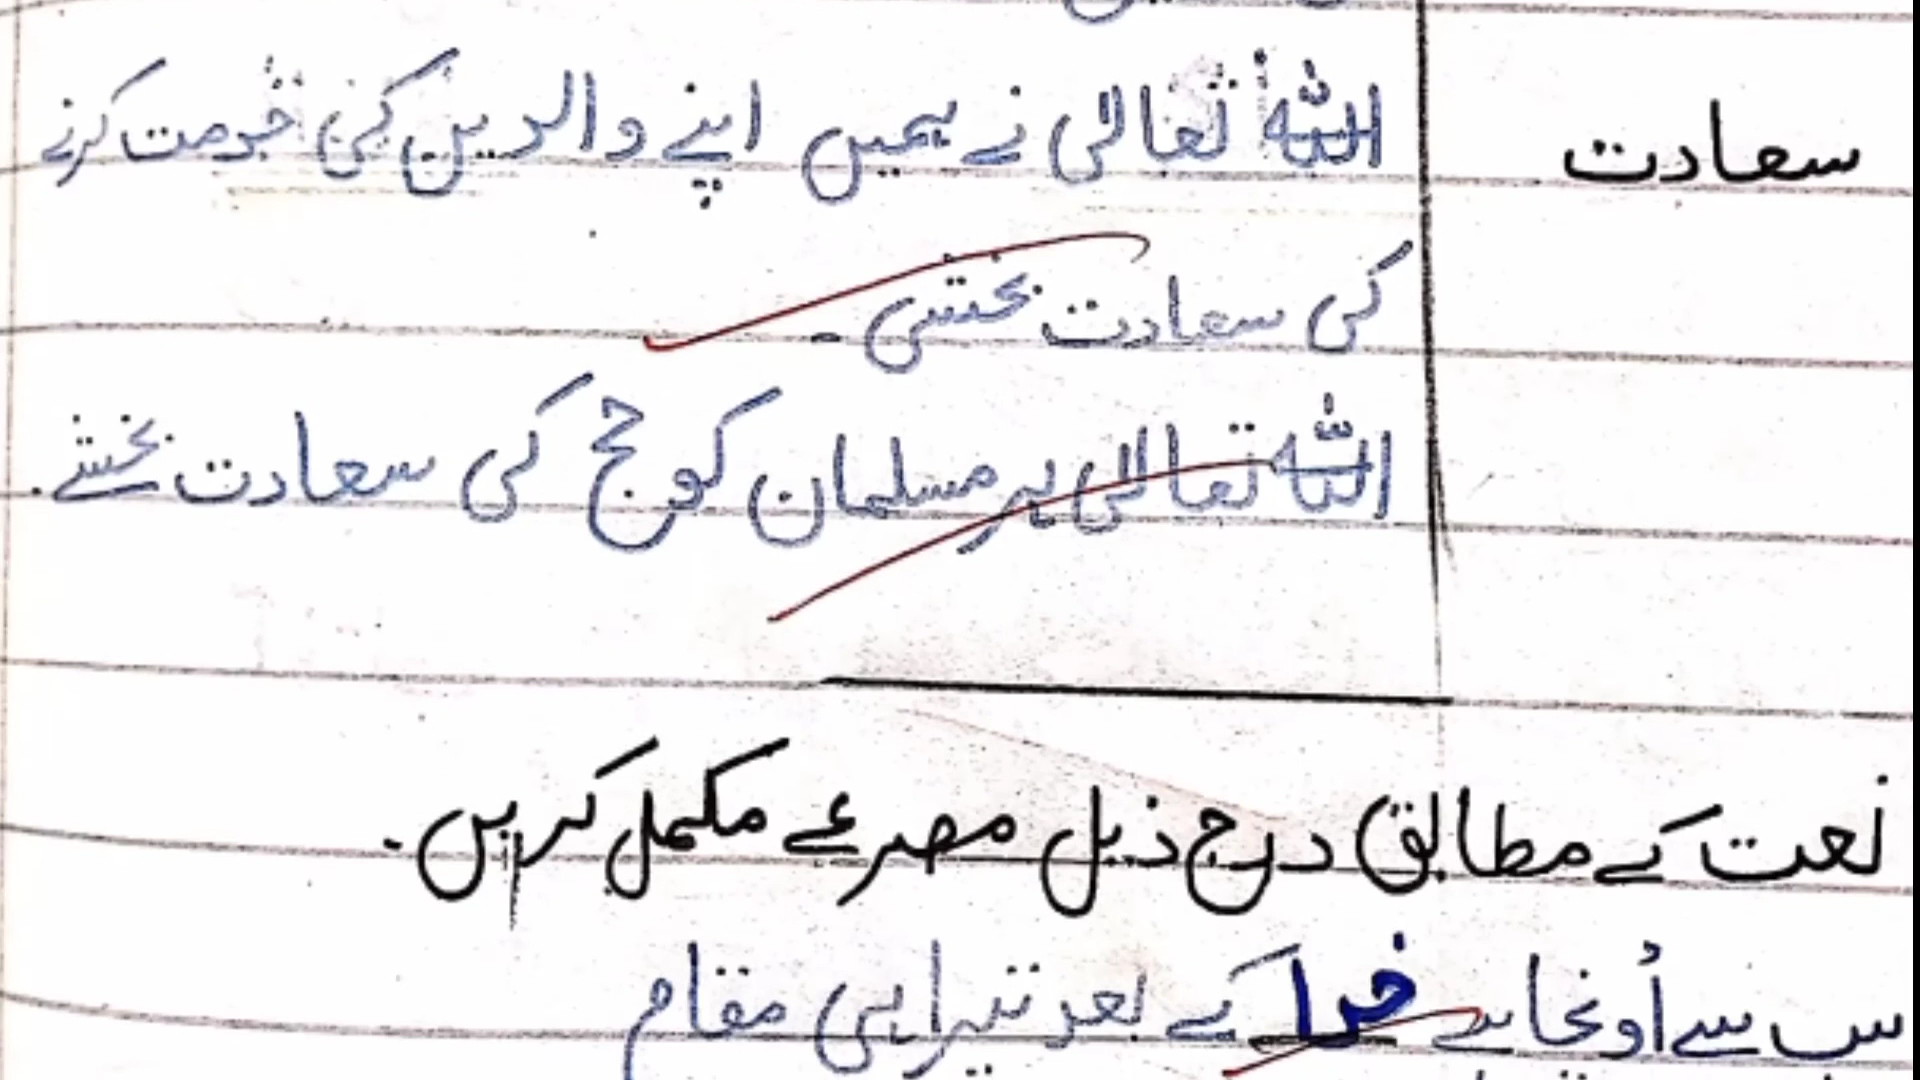 سعادت
اللہ تعالیٰ نے ہمیں اپنے والدین کی خدمت کرنے
کی سعادت بخشی ۔
اللہ تعالیٰ ہر مسلمان کو حج کی سعادت بخشے ۔
نعت کے مطابق درج ذیل مصرعے مکمل کریں ۔
سب سے اُونچا ہے خدا کے بعد تیرا ہی مقام